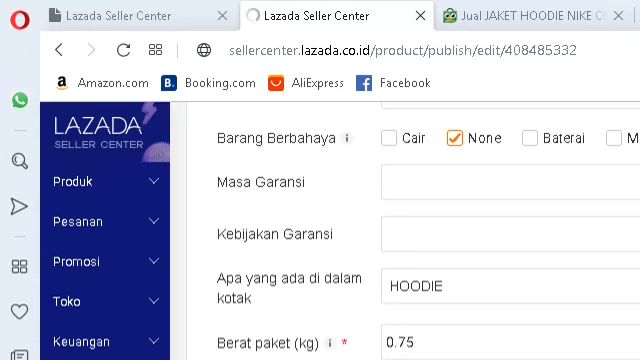 Lazada Seller Center
Lazada Seller Center
Jual JAKET HOODIE NIKE
sellercenter.lazada.co.id/product/publish/edit/408485332
Amazon.com
Booking.com
AliExpress
Facebook
LAZADA
SELLER CENTER
Produk
Pesanan
Promosi
Toko
Keuangan
Barang Berbahaya
Cair
None
Baterai
Masa Garansi
Kebijakan Garansi
Apa yang ada di dalam
kotak
HOODIE
Berat paket (kg) *
0.75